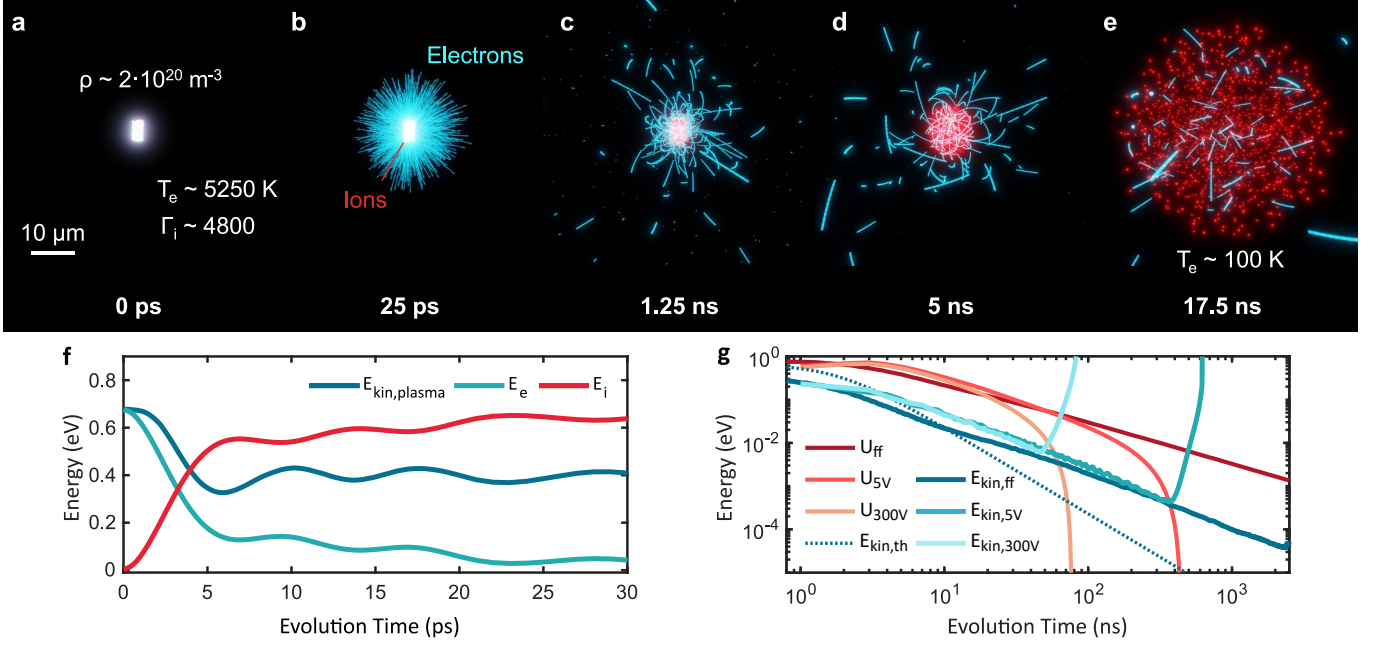 a
b
c
d
e
ρ ~ 2·10²⁰ m⁻³
Electrons
Tₑ ~ 5250 K
Γᵢ ~ 4800
Ions
10 µm
Tₑ ~ 100 K
0 ps
25 ps
1.25 ns
5 ns
17.5 ns
f
0.8
0.6
0.4
0.2
0
Energy (eV)
E_kin,plasma
E_e
E_i
0 5 10 15 20 25 30
Evolution Time (ps)
g
10⁰
10⁻²
10⁻⁴
Energy (eV)
U_ff
U_5V E_kin,ff
U_300V E_kin,5V
E_kin,th E_kin,300V
10⁰ 10¹ 10² 10³
Evolution Time (ns)